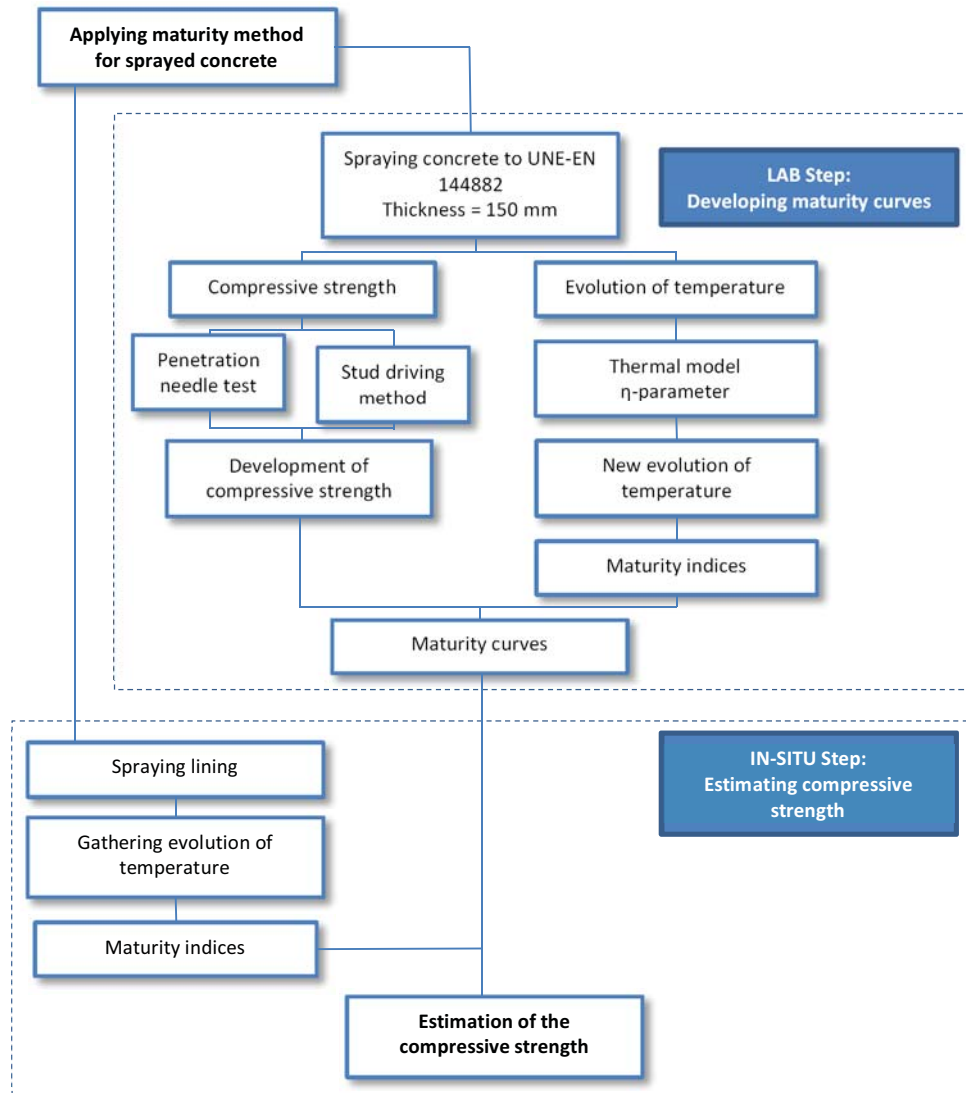 Applying maturity method
for sprayed concrete
Spraying concrete to UNE-EN
144882
Thickness = 150 mm
LAB Step:
Developing maturity curves
Compressive strength
Evolution of temperature
Penetration
needle test
Stud driving
method
Thermal model
η-parameter
Development of
compressive strength
New evolution of
temperature
Maturity indices
Maturity curves
Spraying lining
IN-SITU Step:
Estimating compressive
strength
Gathering evolution of
temperature
Maturity indices
Estimation of the
compressive strength